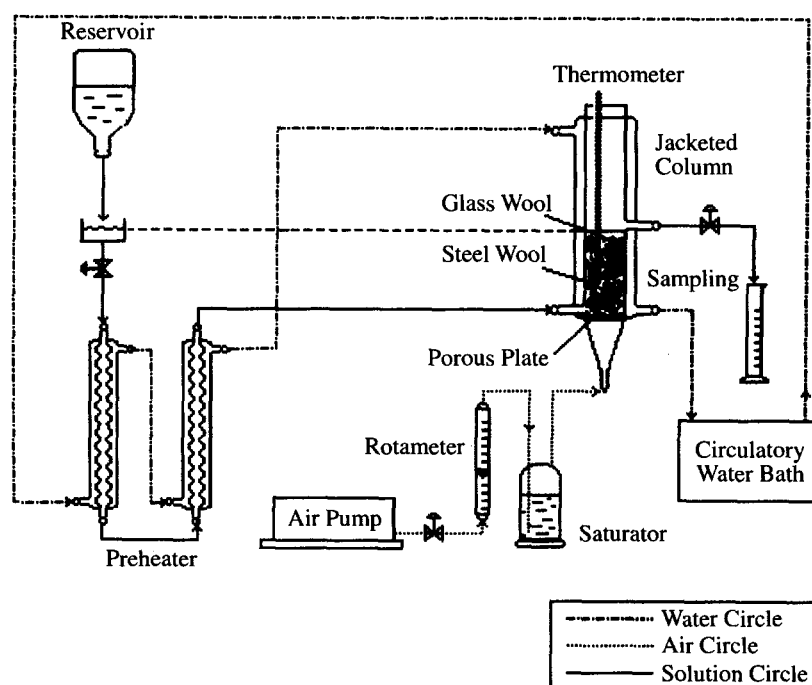 Reservoir
Thermometer
Jacketed
Column
Glass Wool
Steel Wool
Sampling
Porous Plate
Rotameter
Circulatory
Water Bath
Air Pump
Saturator
Preheater
Water Circle
Air Circle
Solution Circle